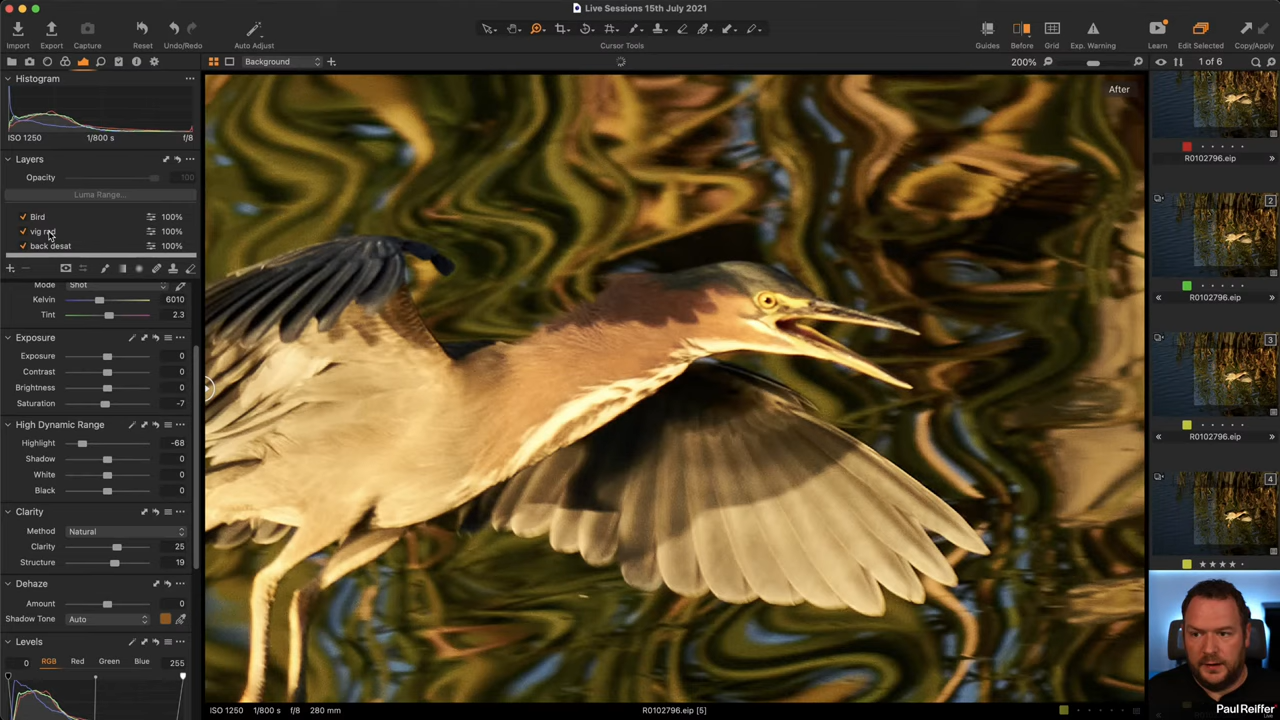 Live Sessions 15th July 2021
Import
Export
Capture
Reset
Undo/Redo
Auto Adjust
Cursor Tools
Guides
Before
Grid
Exp. Warning
Learn
Edit Selected
Copy/Apply
Background
200%
1 of 6
Histogram
ISO 1250
1/800 s
f/8
Layers
Opacity
100
Luma Range...
Bird
100%
vig rad
100%
back desat
100%
Mode
Shot
Kelvin
6010
Tint
2.3
Exposure
Exposure
0
Contrast
0
Brightness
0
Saturation
-7
High Dynamic Range
Highlight
-68
Shadow
0
White
0
Black
0
Clarity
Method
Natural
Clarity
25
Structure
19
Dehaze
Amount
0
Shadow Tone
Auto
Levels
0
RGB
Red
Green
Blue
255
After
ISO 1250
1/800 s
f/8
280 mm
R0102796.eip [5]
R0102796.eip
2
R0102796.eip
3
R0102796.eip
4
Paul Reiffer